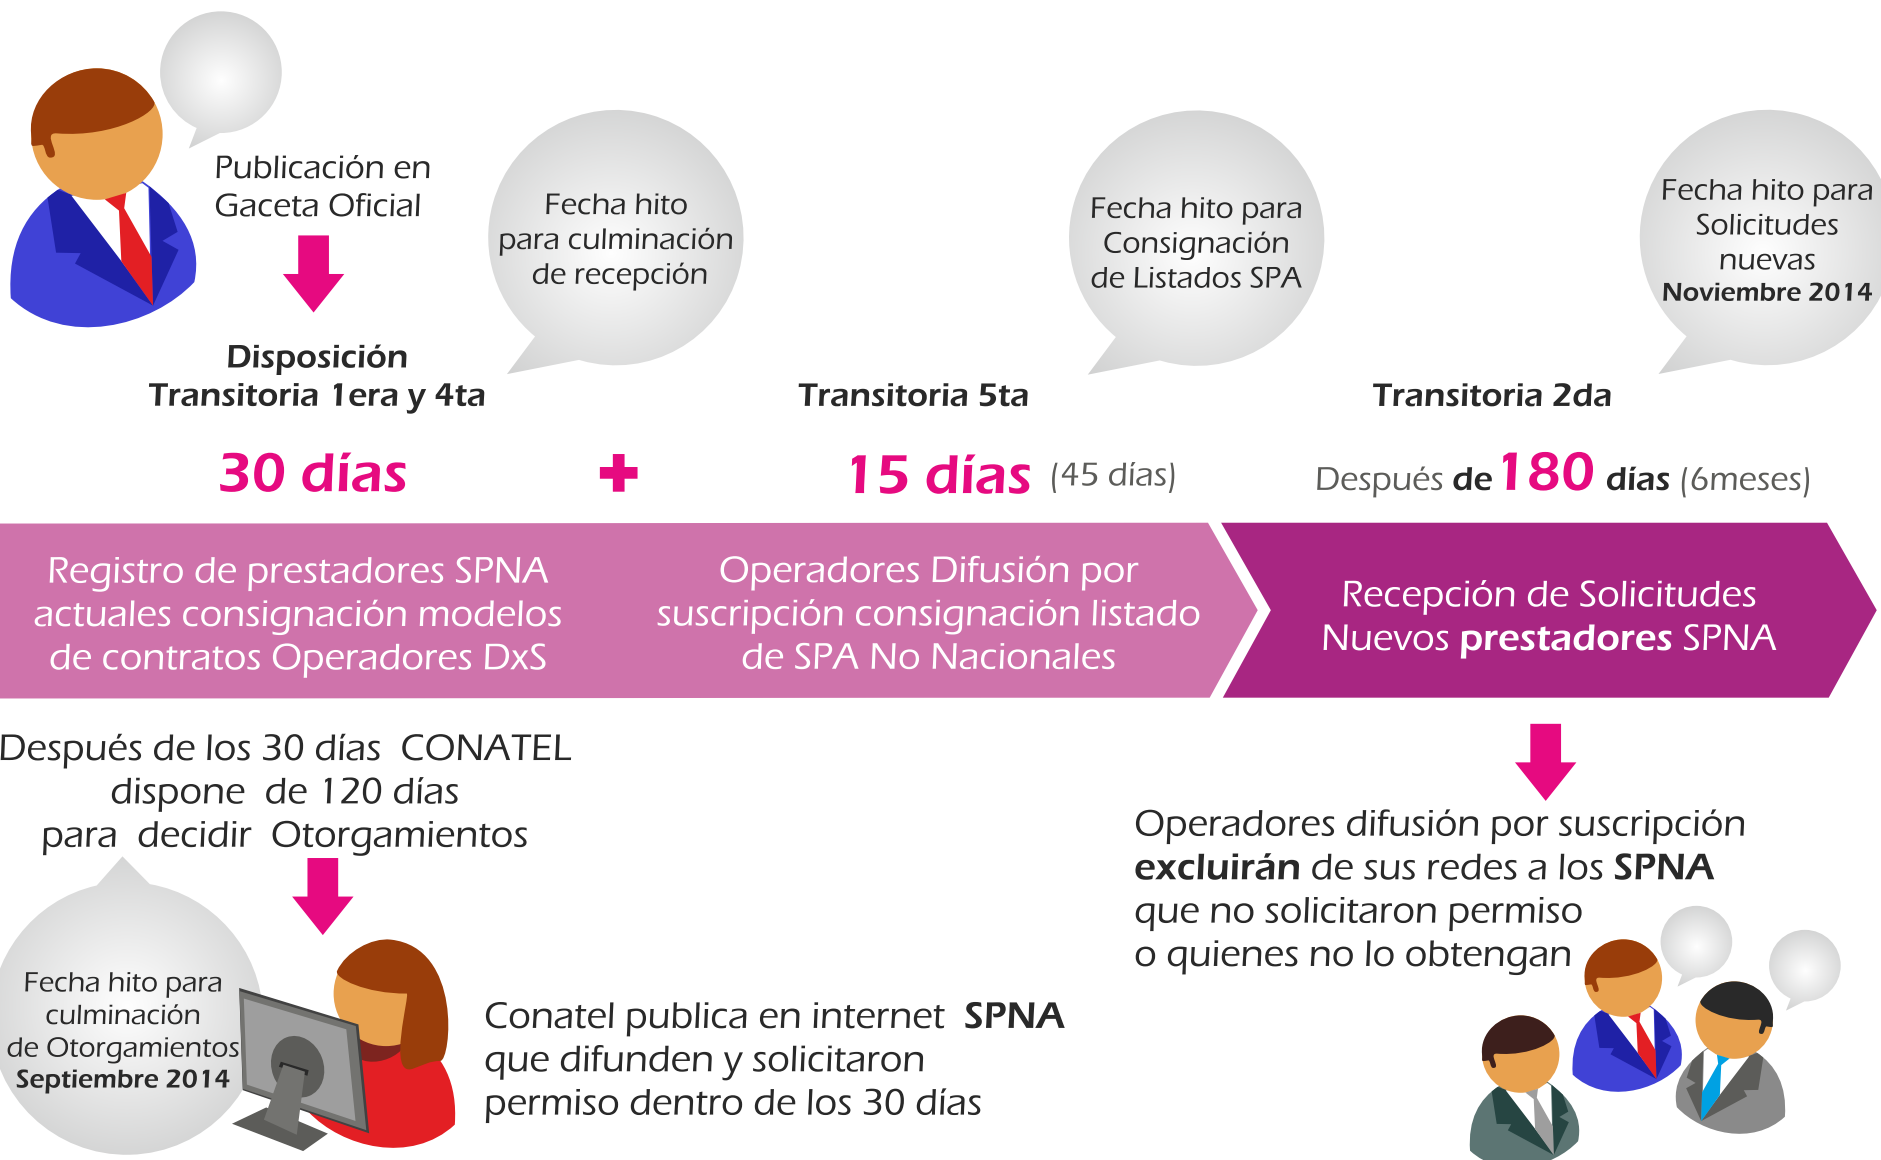 Publicación en
Gaceta Oficial
Disposición
Transitoria 1era y 4ta
30 días
Fecha hito
para culminación
de recepción
+
Transitoria 5ta
15 días (45 días)
Fecha hito para
Consignación
de Listados SPA
Transitoria 2da
Después de 180 días (6meses)
Fecha hito para
Solicitudes
nuevas
Noviembre 2014
Registro de prestadores SPNA
actuales consignación modelos
de contratos Operadores DxS
Operadores Difusión por
suscripción consignación listado
de SPA No Nacionales
Recepción de Solicitudes
Nuevos prestadores SPNA
Después de los 30 días CONATEL
dispone de 120 días
para decidir Otorgamientos
Fecha hito para
culminación
de Otorgamientos
Septiembre 2014
Conatel publica en internet SPNA
que difunden y solicitaron
permiso dentro de los 30 días
Operadores difusión por suscripción
excluirán de sus redes a los SPNA
que no solicitaron permiso
o quienes no lo obtengan